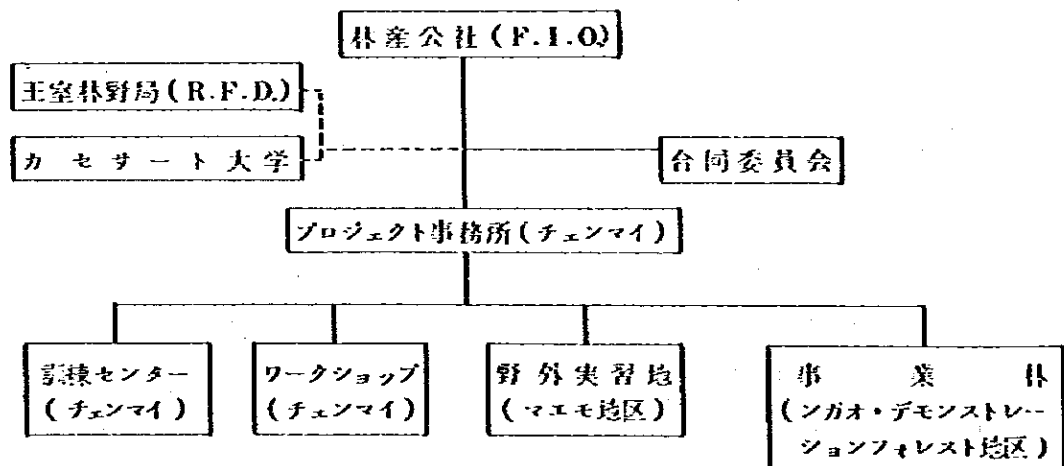 林産公社(F.I.O.)
王室林野局(R.F.D.)
カセサート大学
合同委員会
プロジェクト事務所(チェンマイ)
訓棟センター
(チェンマイ)
ワークショップ
(チェンマイ)
野外実習地
(マエモ地区)
事業林
(ンガオ・デモンストレー
ションフォレスト地区)